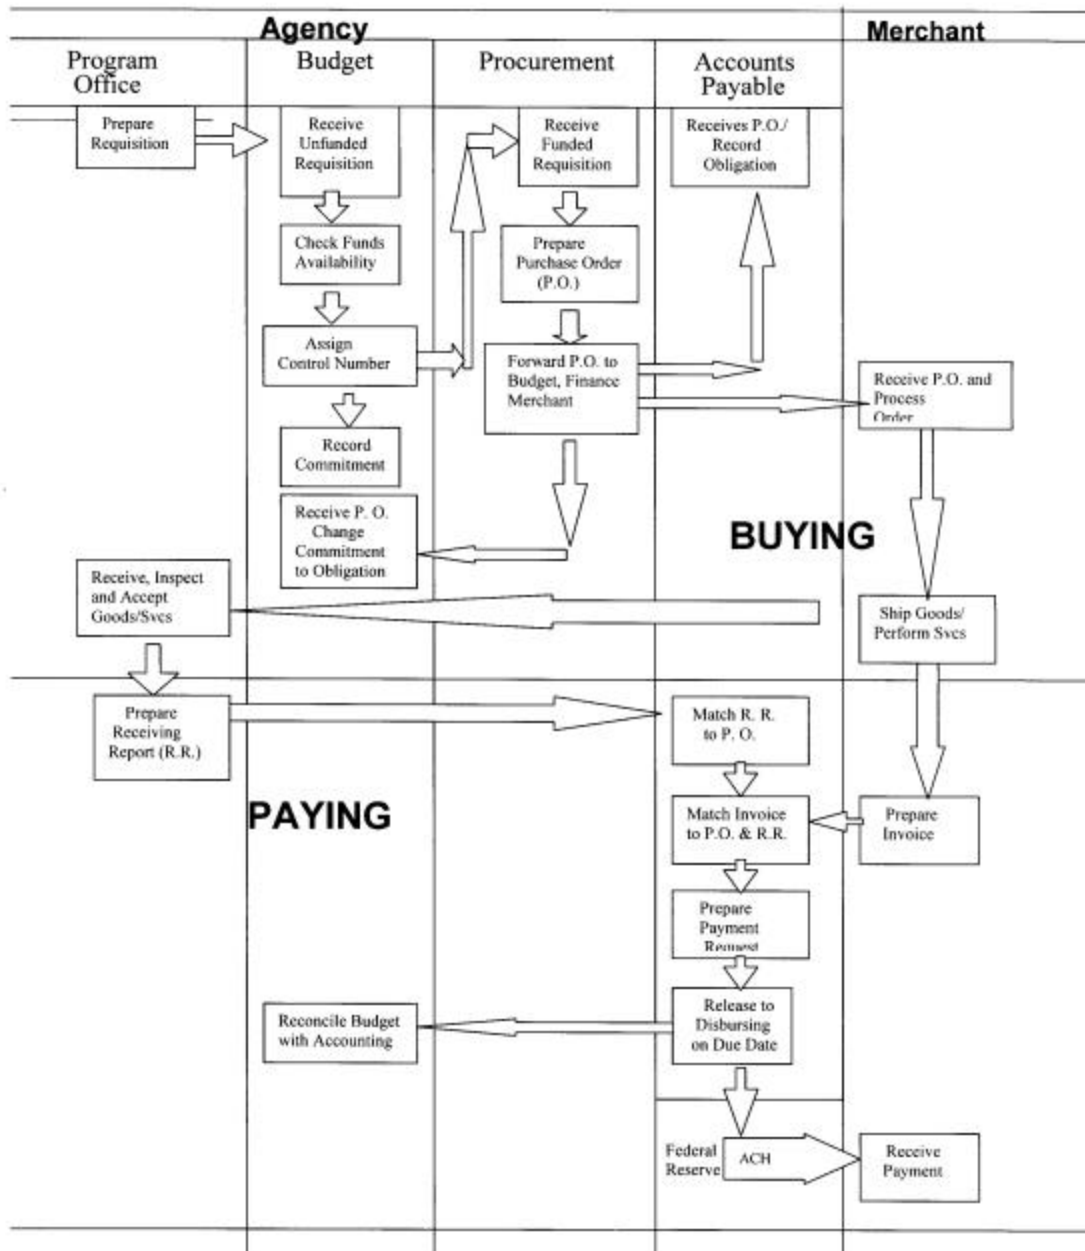 Agency
Merchant
Program
Office
Budget
Procurement
Accounts
Payable
Prepare
Requisition
Receive
Unfunded
Requisition
Receive
Funded
Requisition
Receives P.O./
Record
Obligation
Check Funds
Availability
Prepare
Purchase Order
(P.O.)
Assign
Control Number
Forward P.O. to
Budget, Finance
Merchant
Receive P.O. and
Process
Order
Record
Commitment
Receive P. O.
Change
Commitment
to Obligation
BUYING
Receive, Inspect
and Accept
Goods/Svcs
Ship Goods/
Perform Svcs
Prepare
Receiving
Report (R.R.)
Match R. R.
to P. O.
PAYING
Match Invoice
to P.O. & R.R.
Prepare
Invoice
Prepare
Payment
Request
Reconcile Budget
with Accounting
Release to
Disbursing
on Due Date
Federal
Reserve
ACH
Receive
Payment